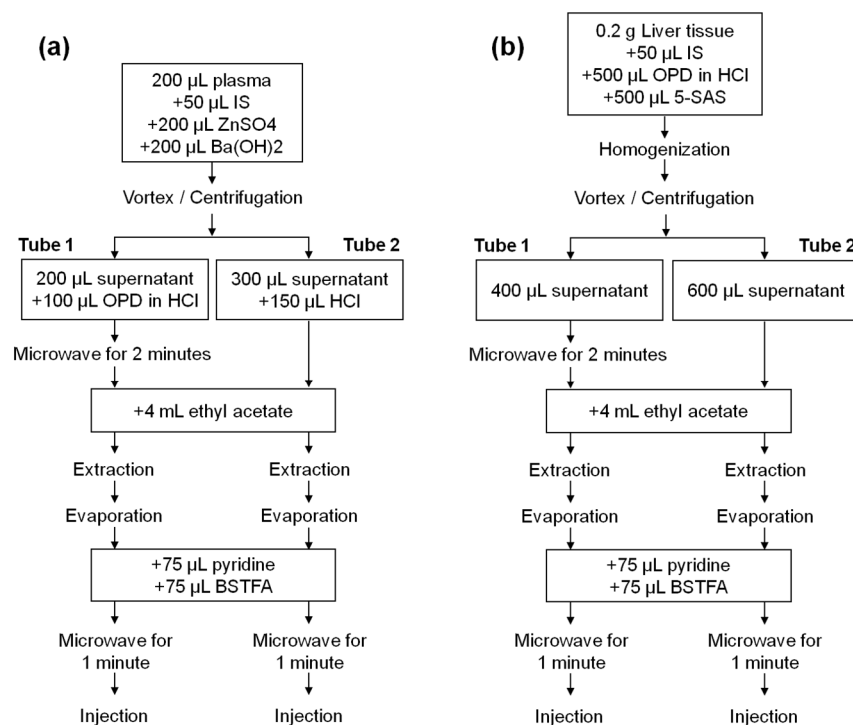 (a)
200 µL plasma
+50 µL IS
+200 µL ZnSO4
+200 µL Ba(OH)2
Vortex / Centrifugation
Tube 1
Tube 2
200 µL supernatant
+100 µL OPD in HCl
300 µL supernatant
+150 µL HCl
Microwave for 2 minutes
+4 mL ethyl acetate
Extraction
Extraction
Evaporation
Evaporation
+75 µL pyridine
+75 µL BSTFA
Microwave for
1 minute
Microwave for
1 minute
Injection
Injection
(b)
0.2 g Liver tissue
+50 µL IS
+500 µL OPD in HCl
+500 µL 5-SAS
Homogenization
Vortex / Centrifugation
Tube 1
Tube 2
400 µL supernatant
600 µL supernatant
Microwave for 2 minutes
+4 mL ethyl acetate
Extraction
Extraction
Evaporation
Evaporation
+75 µL pyridine
+75 µL BSTFA
Microwave for
1 minute
Microwave for
1 minute
Injection
Injection